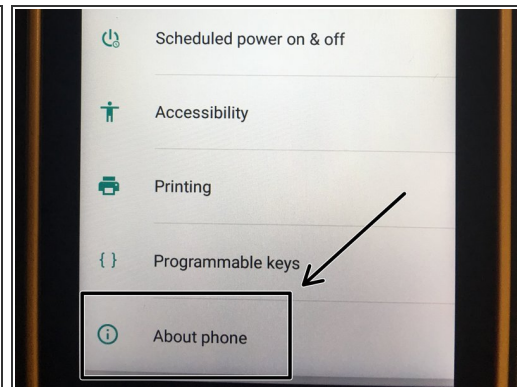 Scheduled power on & off
Accessibility
Printing
{ } Programmable keys
About phone